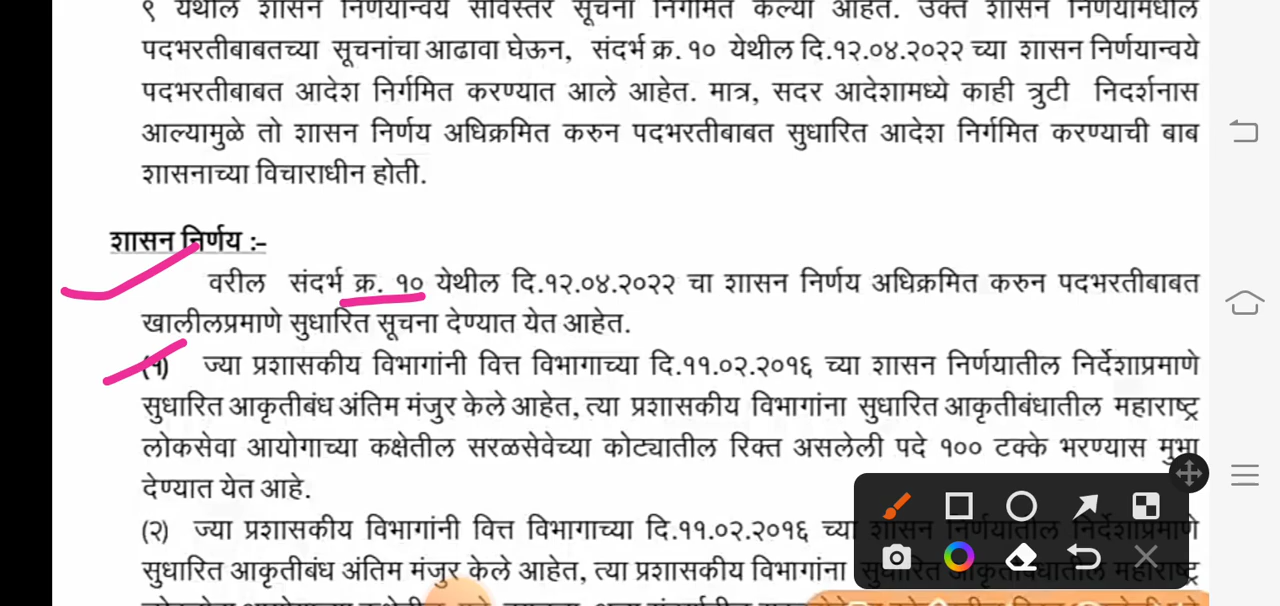 ९ येथील शासन निर्णयान्वये सविस्तर सूचना निर्गमित केल्या आहेत. उक्त शासन निर्णयामधील
पदभरतीबाबतच्या सूचनांचा आढावा घेऊन, संदर्भ क्र. १० येथील दि.१२.०४.२०२२ च्या शासन निर्णयान्वये
पदभरतीबाबत आदेश निर्गमित करण्यात आले आहेत. मात्र, सदर आदेशामध्ये काही त्रुटी निदर्शनास
आल्यामुळे तो शासन निर्णय अधिक्रमित करुन पदभरतीबाबत सुधारित आदेश निर्गमित करण्याची बाब
शासनाच्या विचाराधीन होती.
शासन निर्णय :-
वरील संदर्भ क्र. १० येथील दि.१२.०४.२०२२ चा शासन निर्णय अधिक्रमित करुन पदभरतीबाबत
खालीलप्रमाणे सुधारित सूचना देण्यात येत आहेत.
(१) ज्या प्रशासकीय विभागांनी वित्त विभागाच्या दि.११.०२.२०१६ च्या शासन निर्णयातील निर्देशाप्रमाणे
सुधारित आकृतीबंध अंतिम मंजुर केले आहेत, त्या प्रशासकीय विभागांना सुधारित आकृतीबंधातील महाराष्ट्र
लोकसेवा आयोगाच्या कक्षेतील सरळसेवेच्या कोट्यातील रिक्त असलेली पदे १०० टक्के भरण्यास मुभा
देण्यात येत आहे.
(२) ज्या प्रशासकीय विभागांनी वित्त विभागाच्या दि.११.०२.२०१६ च्या शासन निर्णयातील निर्देशाप्रमाणे
सुधारित आकृतीबंध अंतिम मंजुर केले आहेत, त्या प्रशासकीय विभागांना सुधारित आकृतीबंधातील महाराष्ट्र